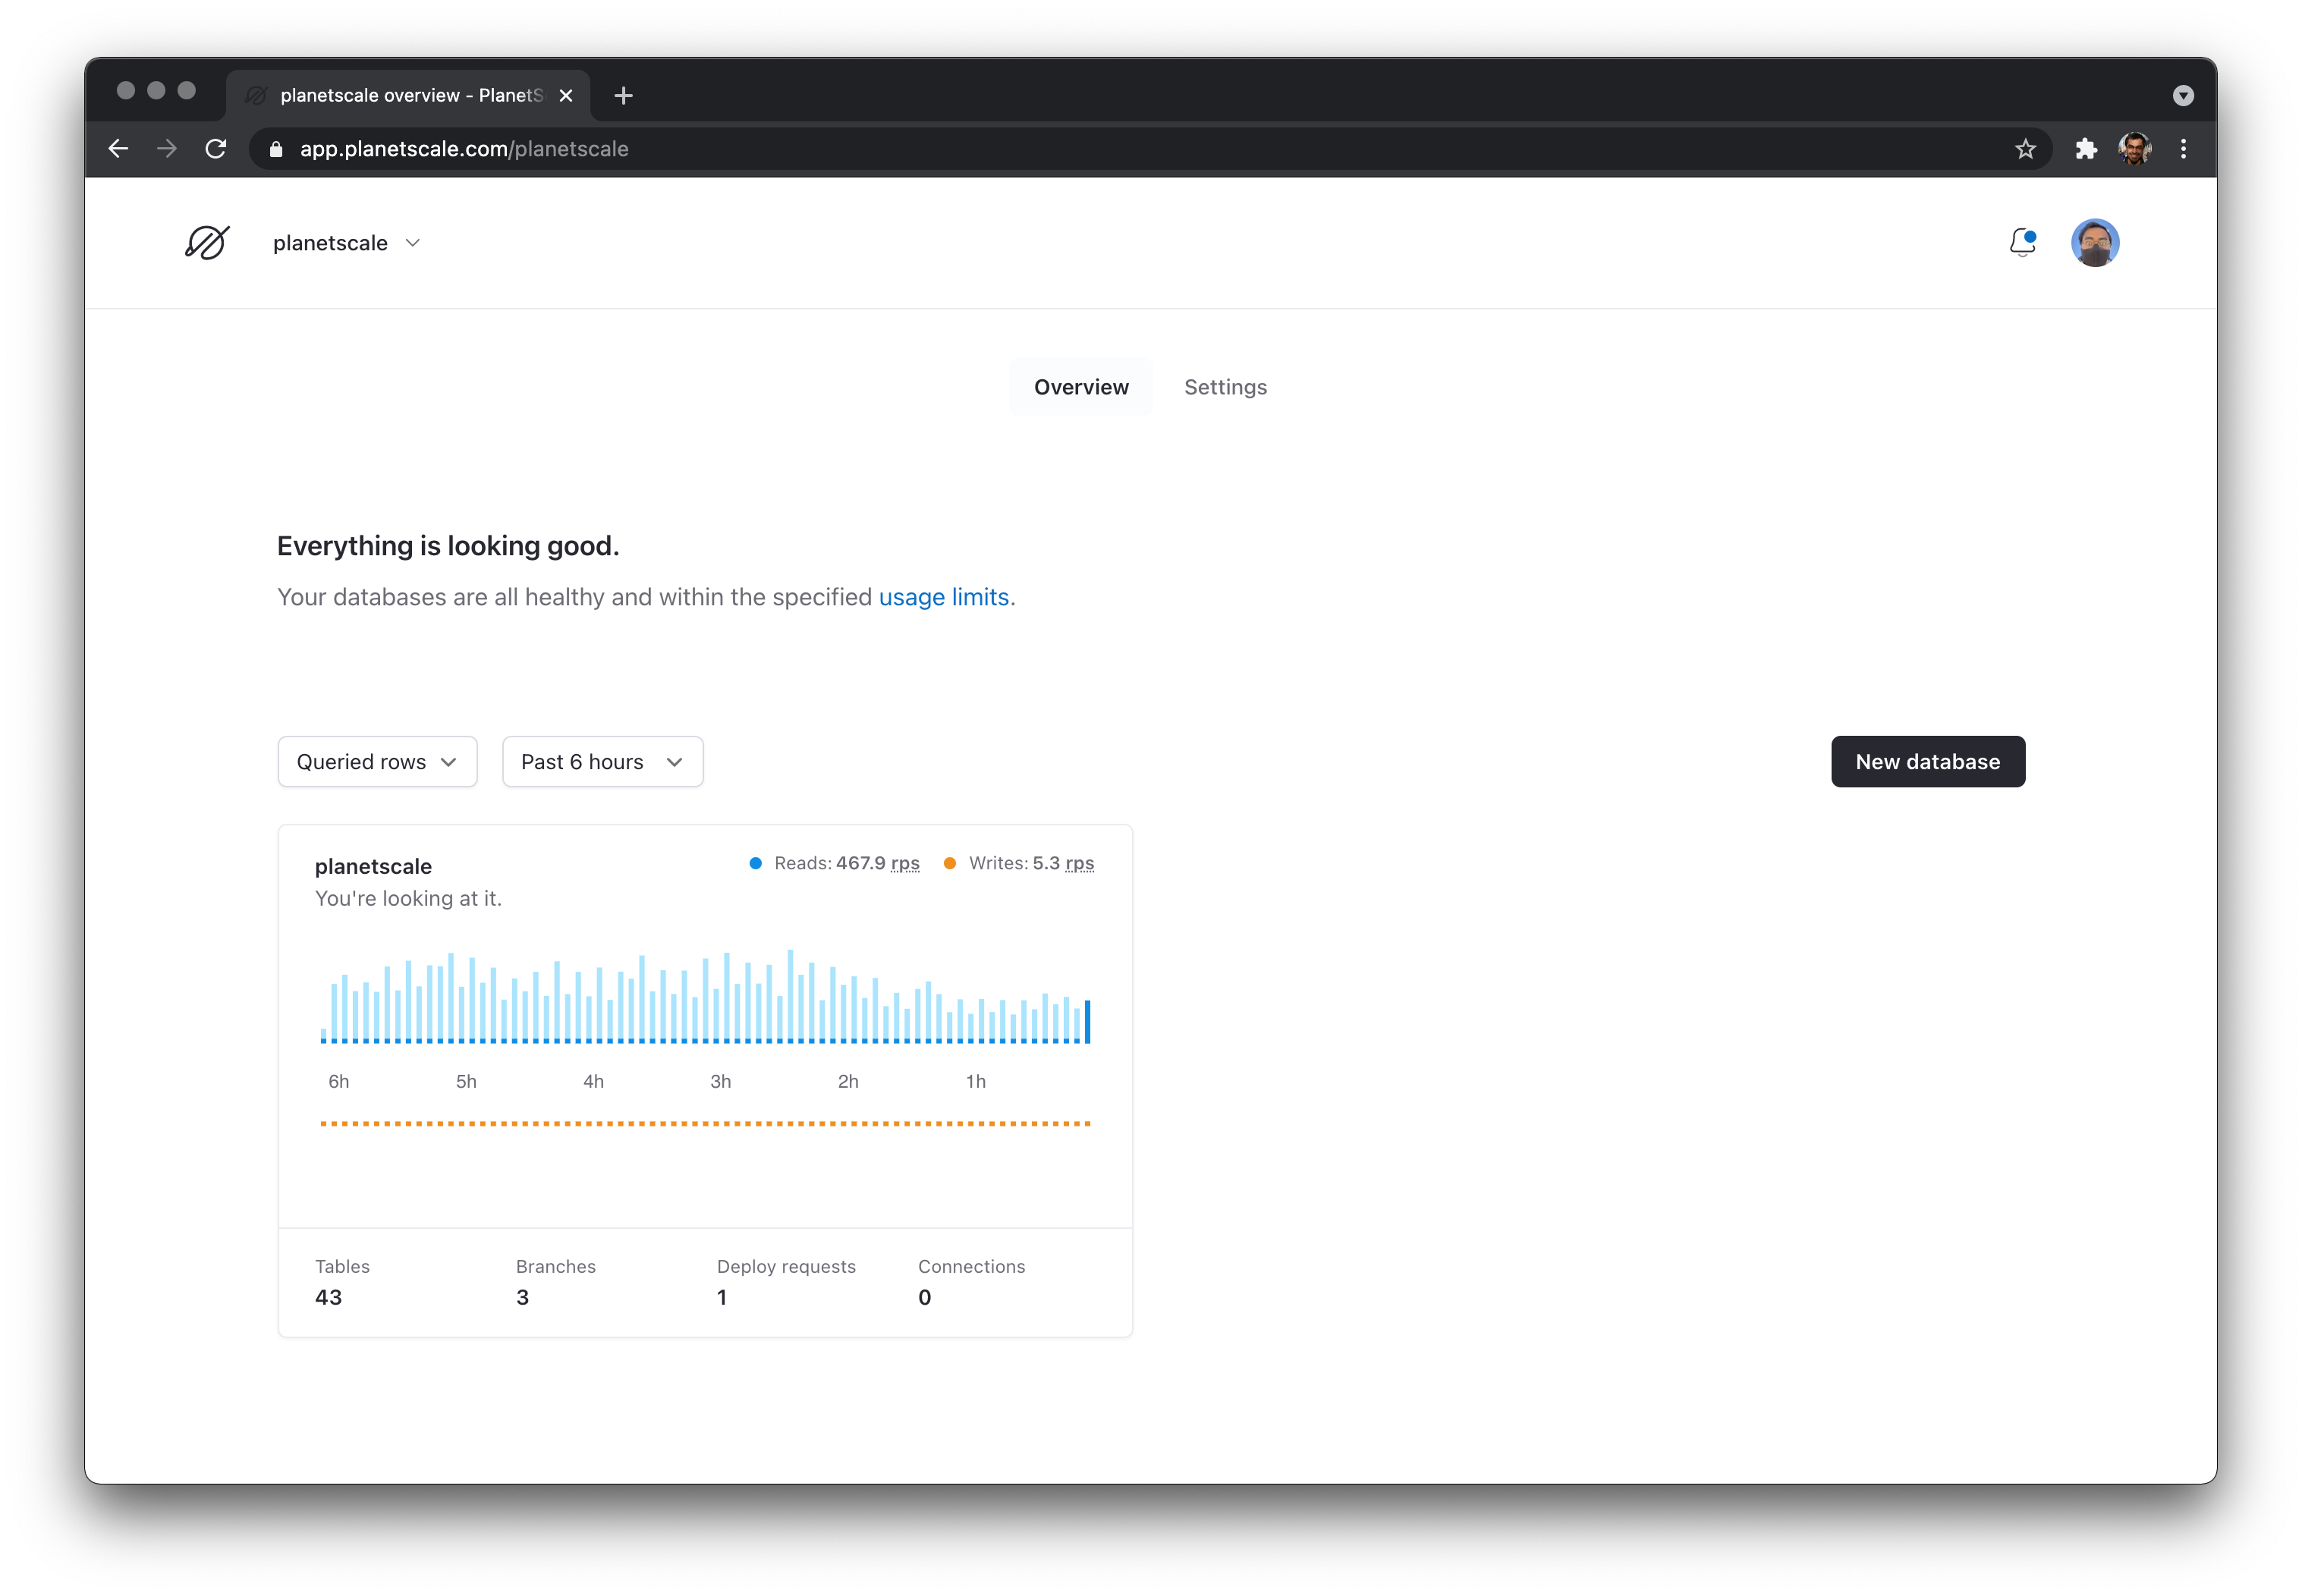 planetscale overview - PlanetS
app.planetscale.com/planetscale
planetscale
Overview Settings
Everything is looking good.
Your databases are all healthy and within the specified usage limits.
Queried rows Past 6 hours New database
planetscale Reads: 467.9 rps Writes: 5.3 rps
You're looking at it.
6h 5h 4h 3h 2h 1h
Tables Branches Deploy requests Connections
43 3 1 0